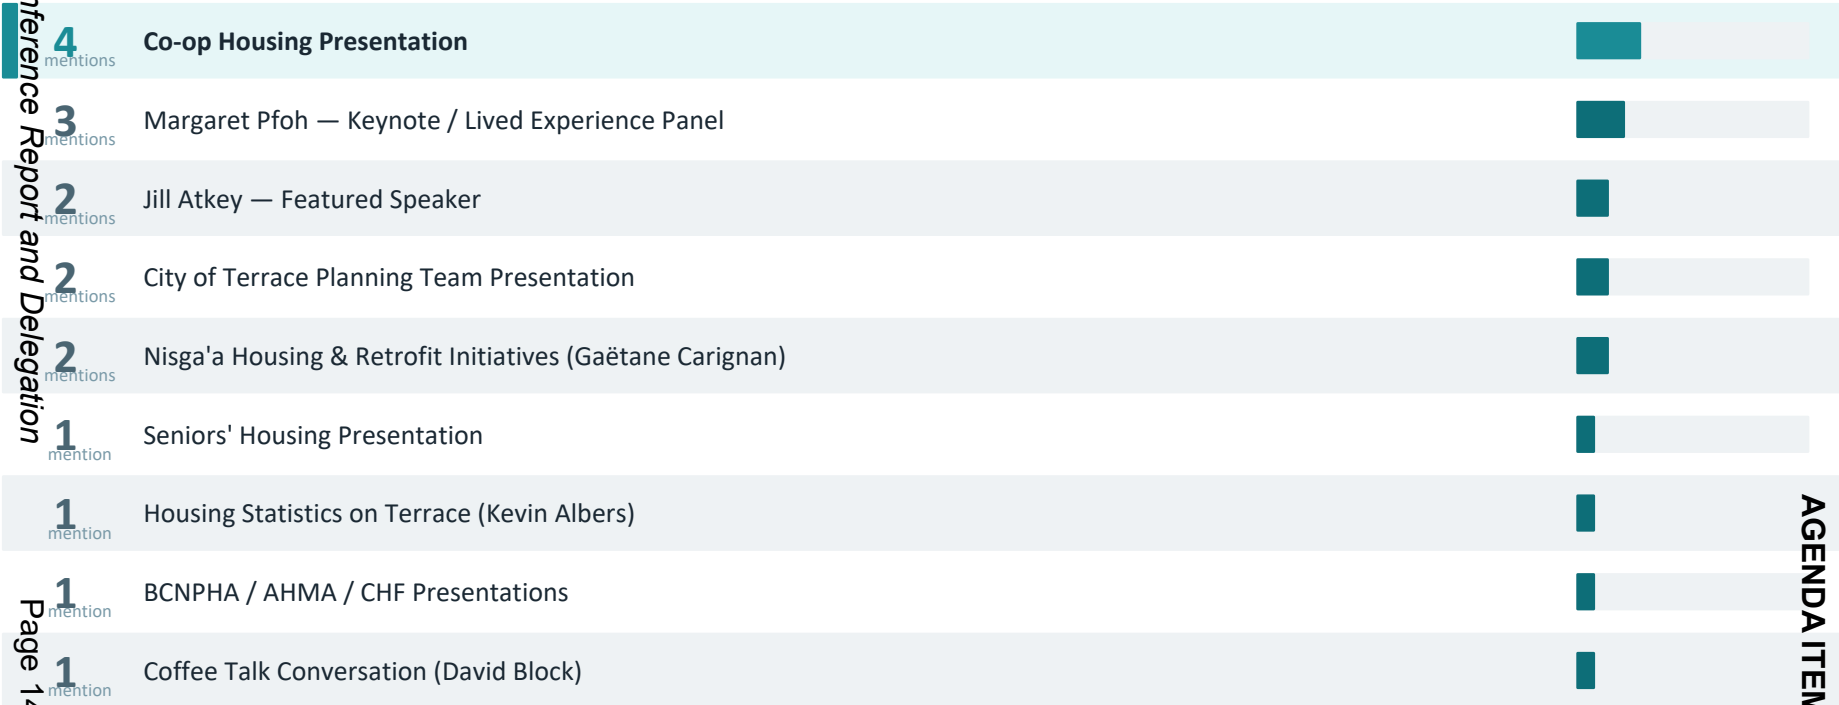 4
mentions
Co-op Housing Presentation
3
mentions
Margaret Pfoh — Keynote / Lived Experience Panel
2
mentions
Jill Atkey — Featured Speaker
2
mentions
City of Terrace Planning Team Presentation
2
mentions
Nisga'a Housing & Retrofit Initiatives (Gaëtane Carignan)
1
mention
Seniors' Housing Presentation
1
mention
Housing Statistics on Terrace (Kevin Albers)
1
mention
BCNPHA / AHMA / CHF Presentations
1
mention
Coffee Talk Conversation (David Block)
nference Report and Delegation
Page 14
AGENDA ITEM